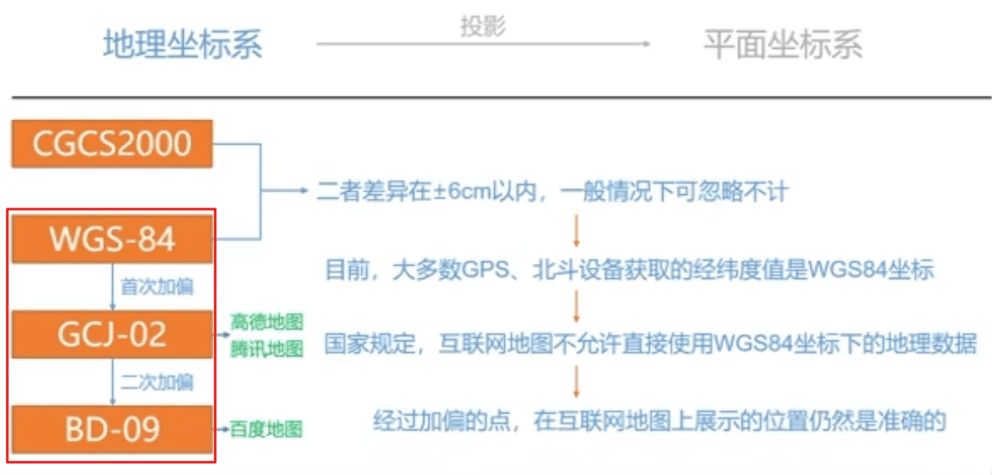 地理坐标系
投影
平面坐标系
CGCS2000
二者差异在±6cm以内，一般情况下可忽略不计
WGS-84
目前，大多数GPS、北斗设备获取的经纬度值是WGS84坐标
首次加偏
GCJ-02
高德地图
腾讯地图
国家规定，互联网地图不允许直接使用WGS84坐标下的地理数据
二次加偏
BD-09
百度地图
经过加偏的点，在互联网地图上展示的位置仍然是准确的